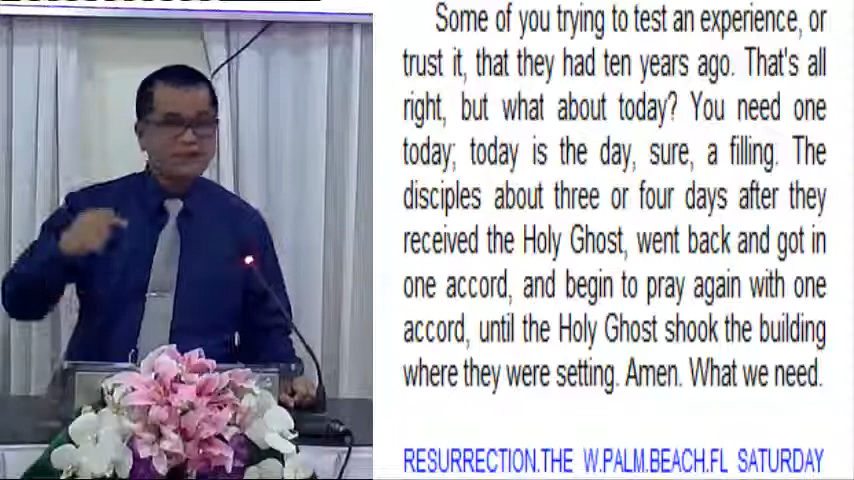 Some of you trying to test an experience, or
trust it, that they had ten years ago. That's all
right, but what about today? You need one
today; today is the day, sure, a filling. The
disciples about three or four days after they
received the Holy Ghost, went back and got in
one accord, and begin to pray again with one
accord, until the Holy Ghost shook the building
where they were setting. Amen. What we need.
RESURRECTION.THE W.PALM.BEACH.FL SATURDAY